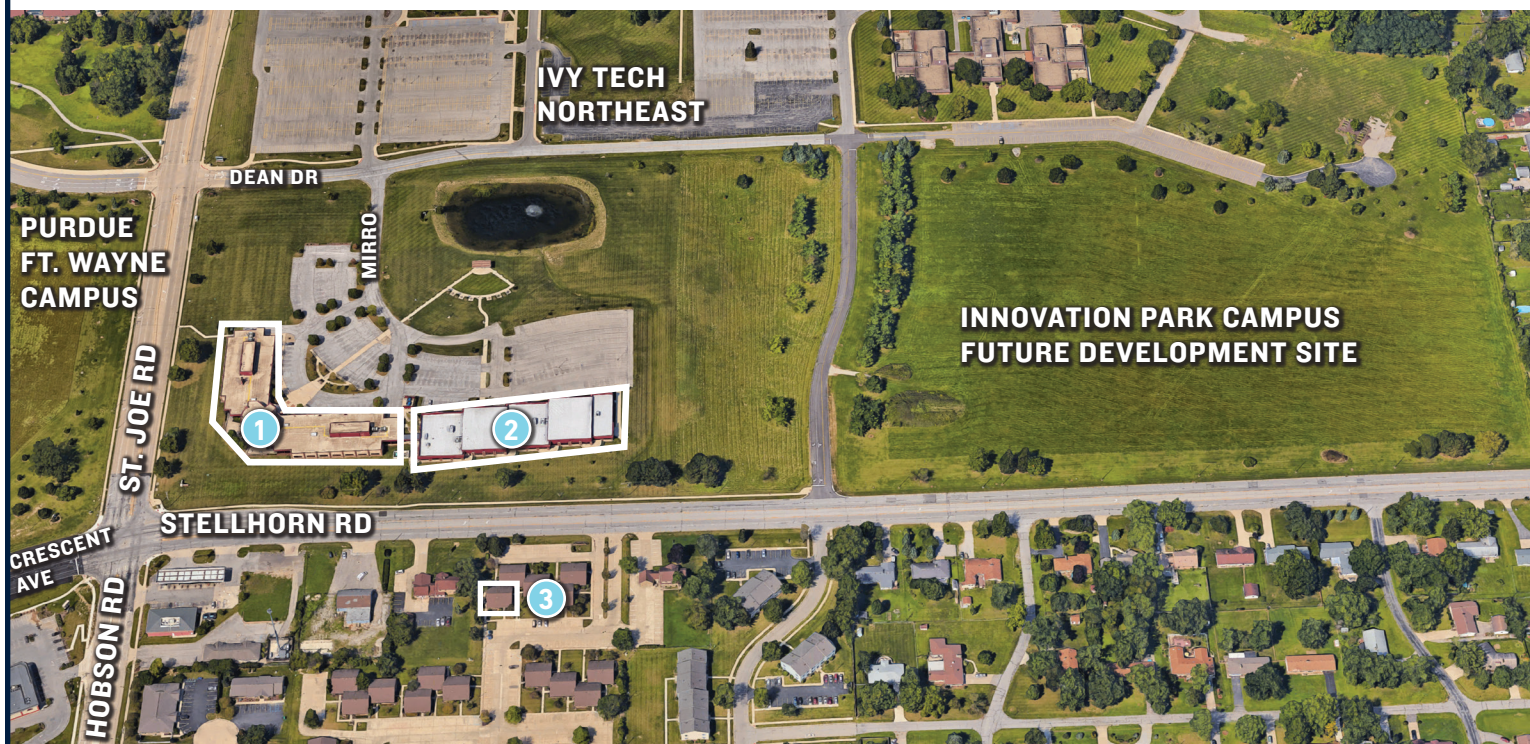 IVY TECH
NORTHEAST
DEAN DR
PURDUE
FT. WAYNE
CAMPUS
MIRRO
INNOVATION PARK CAMPUS
FUTURE DEVELOPMENT SITE
ST. JOE RD
1
2
STELLHORN RD
CRESCENT
AVE
3
HOBSON RD